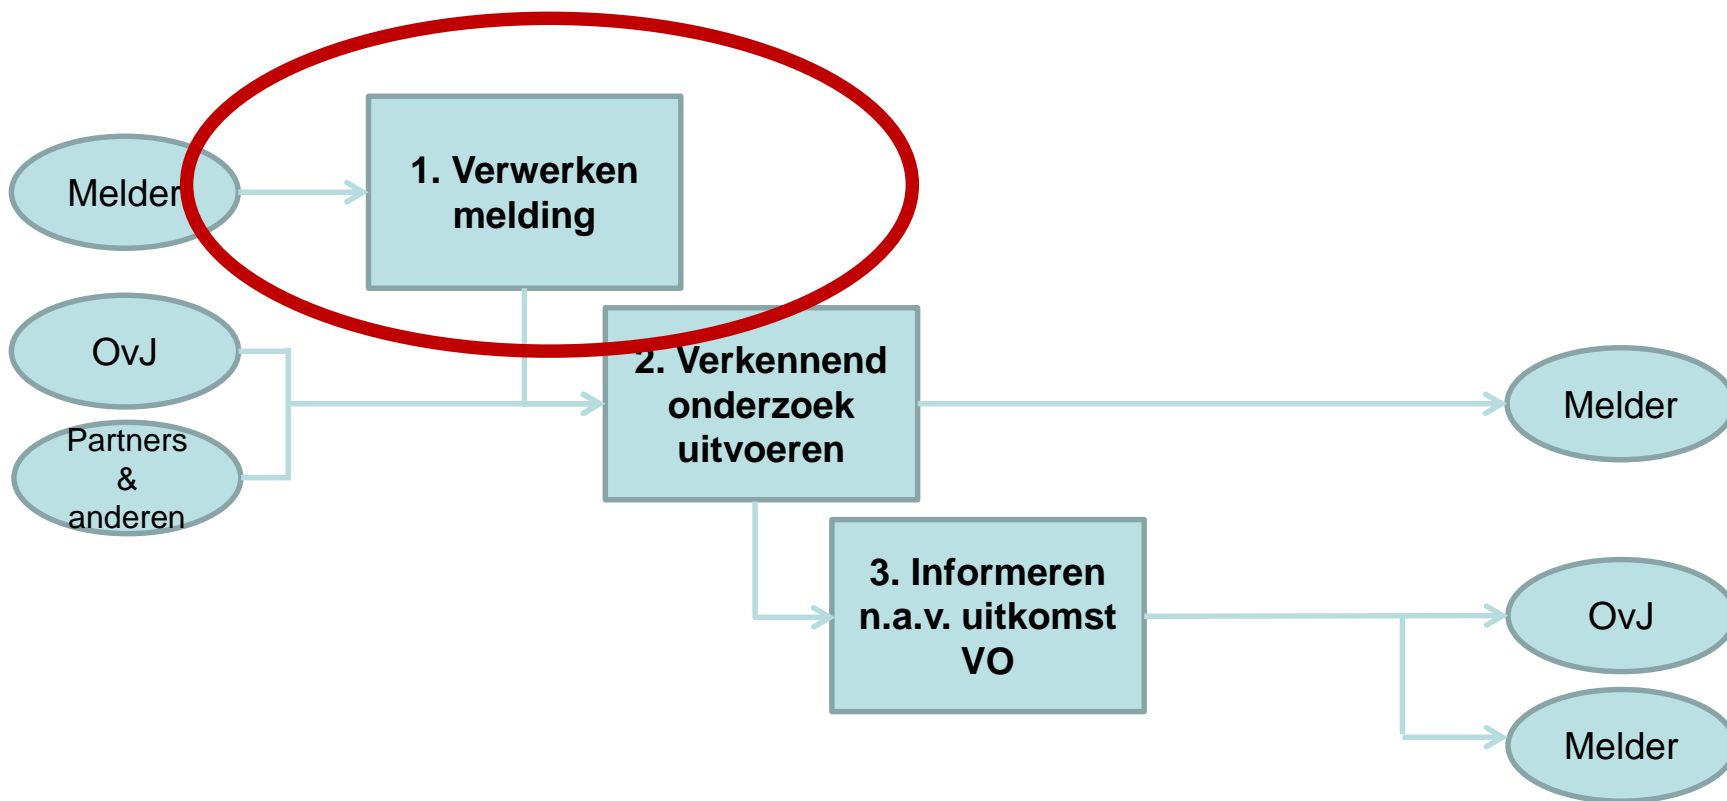 Melder
1. Verwerken
melding
OvJ
Partners
&
anderen
2. Verkennend
onderzoek
uitvoeren
Melder
3. Informeren
n.a.v. uitkomst
VO
OvJ
Melder